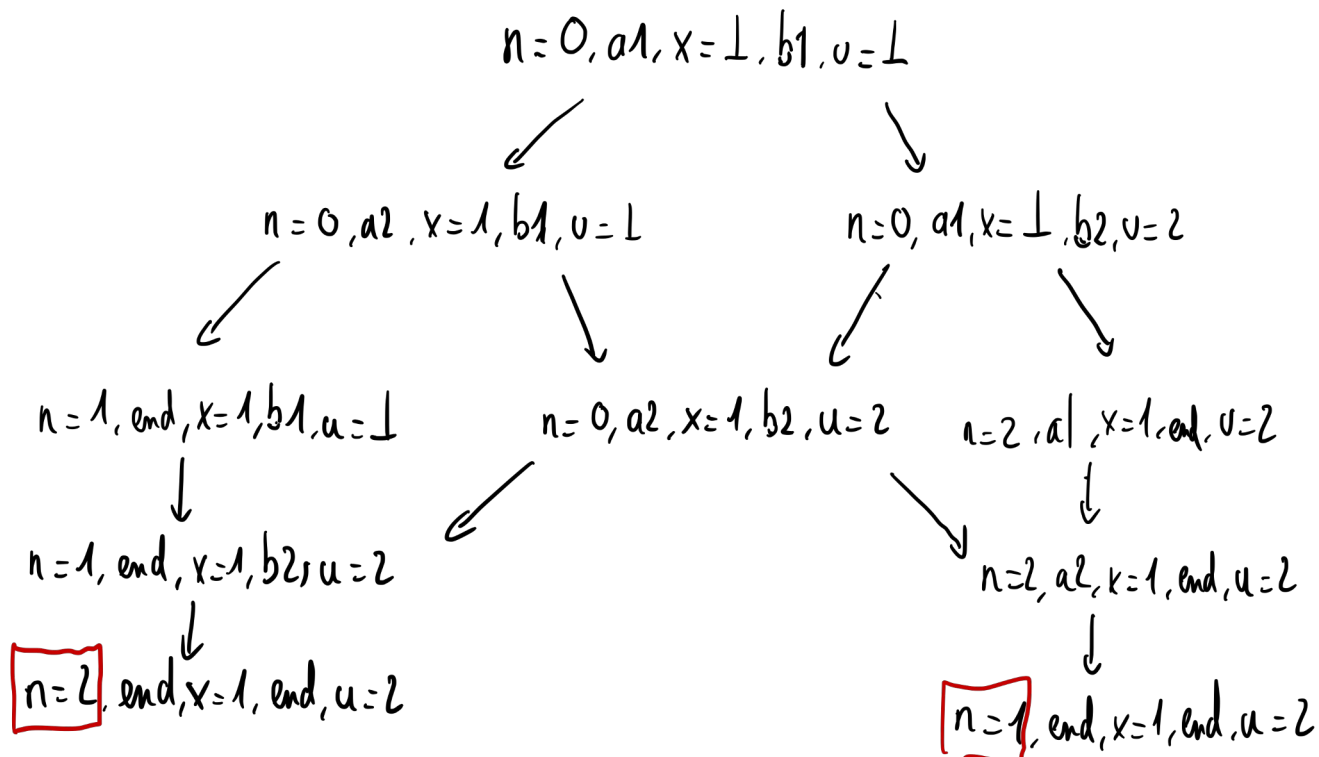 n=0, a1, x=⊥, b1, u=⊥
n=0, a2, x=1, b1, u=⊥
n=0, a1, x=⊥, b2, u=2
n=1, end, x=1, b1, u=⊥
n=0, a2, x=1, b2, u=2
n=2, a1, x=1, end, u=2
n=1, end, x=1, b2, u=2
n=2, a2, x=1, end, u=2
n=2, end, x=1, end, u=2
n=1, end, x=1, end, u=2